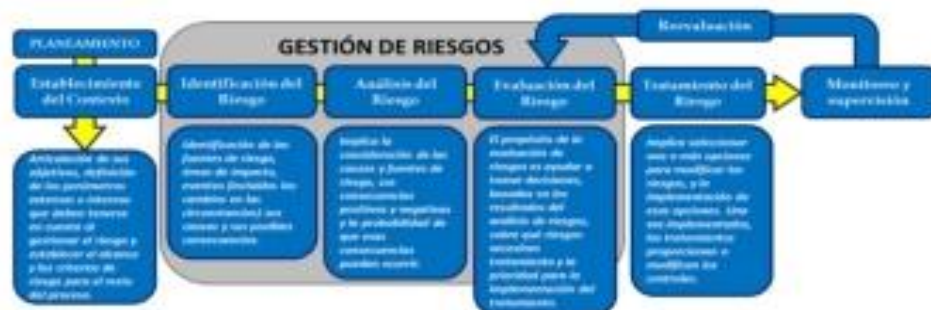 Reevaluación
PLANEAMIENTO
GESTIÓN DE RIESGOS
Establecimiento
del Contexto
Identificación del
Riesgo
Análisis del
Riesgo
Evaluación del
Riesgo
Tratamiento del
Riesgo
Monitoreo y
supervisión
Articulación de sus
objetivos, definición
de los parámetros
externos e internos
que deben tenerse
en cuenta al
gestionar el riesgo y
establecer el alcance
y los criterios de
riesgo para el resto
del proceso.
Identificación de las
fuentes de riesgo,
áreas de impacto,
eventos (incluidos los
cambios en las
circunstancias) sus
causas y sus posibles
consecuencias
Implica la
consideración de las
causas y fuentes de
riesgo, sus
consecuencias
positivas y negativas
y la probabilidad de
que esas
consecuencias
puedan ocurrir.
El propósito de la
evaluación de
riesgos es ayudar a
tomar decisiones,
basadas en los
resultados del
análisis de riesgos,
sobre qué riesgos
necesitan
tratamiento y la
prioridad para la
implementación del
tratamiento
Implica seleccionar
una o más opciones
para modificar los
riesgos, y la
implementación de
esas opciones. Una
vez implementadas,
los tratamientos
proporcionan o
modifican los
controles.